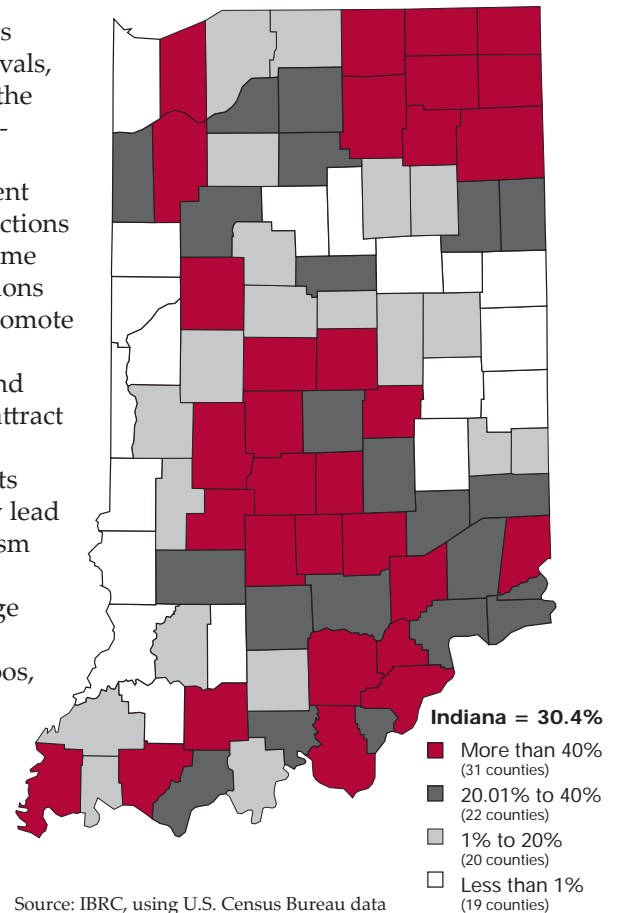 s
vals,
the
-
ent
ctions
me
ions
omote
nd
ttract
ts
lead
sm
ge
oos,
Indiana = 30.4%
More than 40%
(31 counties)
20.01% to 40%
(22 counties)
1% to 20%
(20 counties)
Less than 1%
(19 counties)
Source: IBRC, using U.S. Census Bureau data